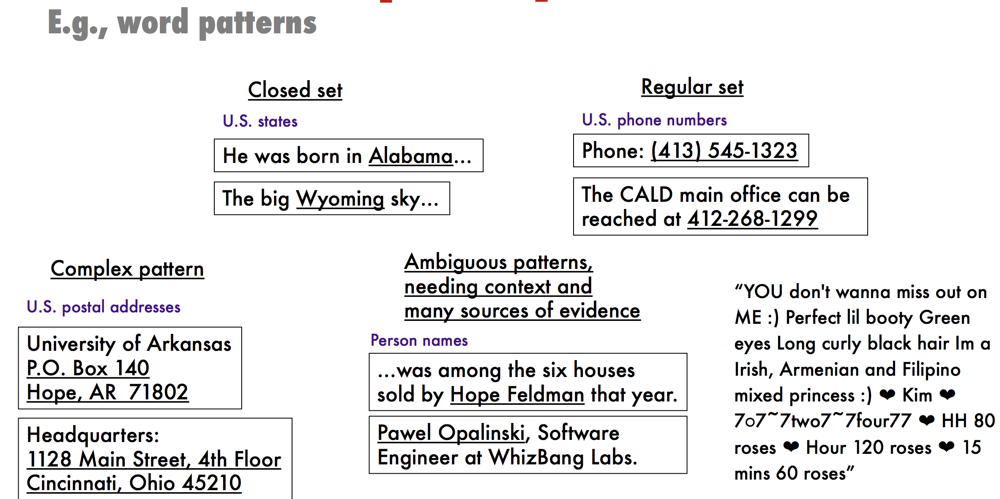 E.g., word patterns
Closed set
U.S. states
He was born in Alabama...
The big Wyoming sky...
Regular set
U.S. phone numbers
Phone: (413) 545-1323
The CALD main office can be
reached at 412-268-1299
Complex pattern
U.S. postal addresses
University of Arkansas
P.O. Box 140
Hope, AR  71802
Headquarters:
1128 Main Street, 4th Floor
Cincinnati, Ohio 45210
Ambiguous patterns,
needing context and
many sources of evidence
Person names
...was among the six houses
sold by Hope Feldman that year.
Pawel Opalinski, Software
Engineer at WhizBang Labs.
"YOU don't wanna miss out on
ME :) Perfect lil booty Green
eyes Long curly black hair Im a
Irish, Armenian and Filipino
mixed princess :) ❤ Kim ❤
7○7~7two7~7four77 ❤ HH 80
roses ❤ Hour 120 roses ❤ 15
mins 60 roses"